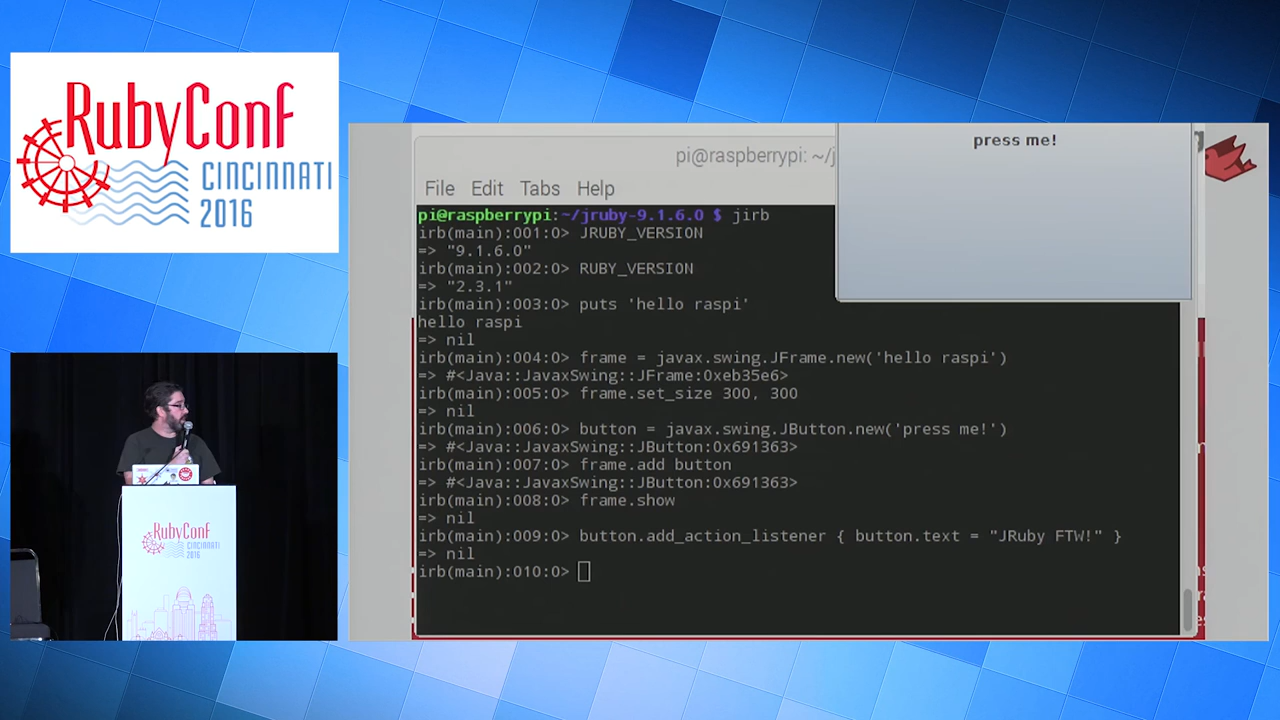 RubyConf
CINCINNATI
2016
pi@raspberrypi: ~/j
File Edit Tabs Help
press me!
pi@raspberrypi:~/jruby-9.1.6.0 $ jirb
irb(main):001:0> JRUBY_VERSION
=> "9.1.6.0"
irb(main):002:0> RUBY_VERSION
=> "2.3.1"
irb(main):003:0> puts 'hello raspi'
hello raspi
=> nil
irb(main):004:0> frame = javax.swing.JFrame.new('hello raspi')
=> #<Java::JavaxSwing::JFrame:0xeb35e6>
irb(main):005:0> frame.set_size 300, 300
=> nil
irb(main):006:0> button = javax.swing.JButton.new('press me!')
=> #<Java::JavaxSwing::JButton:0x691363>
irb(main):007:0> frame.add button
=> #<Java::JavaxSwing::JButton:0x691363>
irb(main):008:0> frame.show
=> nil
irb(main):009:0> button.add_action_listener { button.text = "JRuby FTW!" }
=> nil
irb(main):010:0>
RubyConf
CINCINNATI
2016